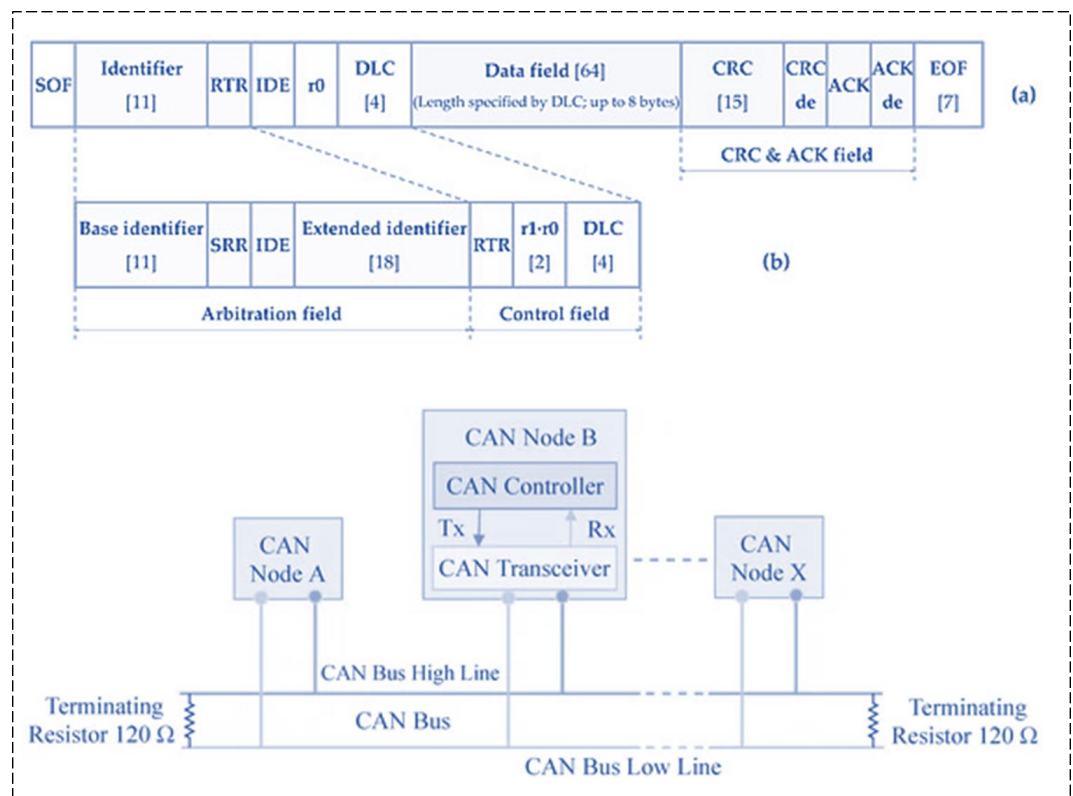 SOF
Identifier
[11]
RTR
IDE
r0
DLC
[4]
Data field [64]
(Length specified by DLC; up to 8 bytes)
CRC
[15]
CRC
de
ACK
ACK
de
EOF
[7]
(a)
CRC & ACK field
Base identifier
[11]
SRR
IDE
Extended identifier
[18]
RTR
r1·r0
[2]
DLC
[4]
(b)
Arbitration field
Control field
CAN Node B
CAN Controller
Tx
Rx
CAN Transceiver
CAN
Node A
CAN
Node X
CAN Bus High Line
Terminating
Resistor 120 Ω
CAN Bus
Terminating
Resistor 120 Ω
CAN Bus Low Line